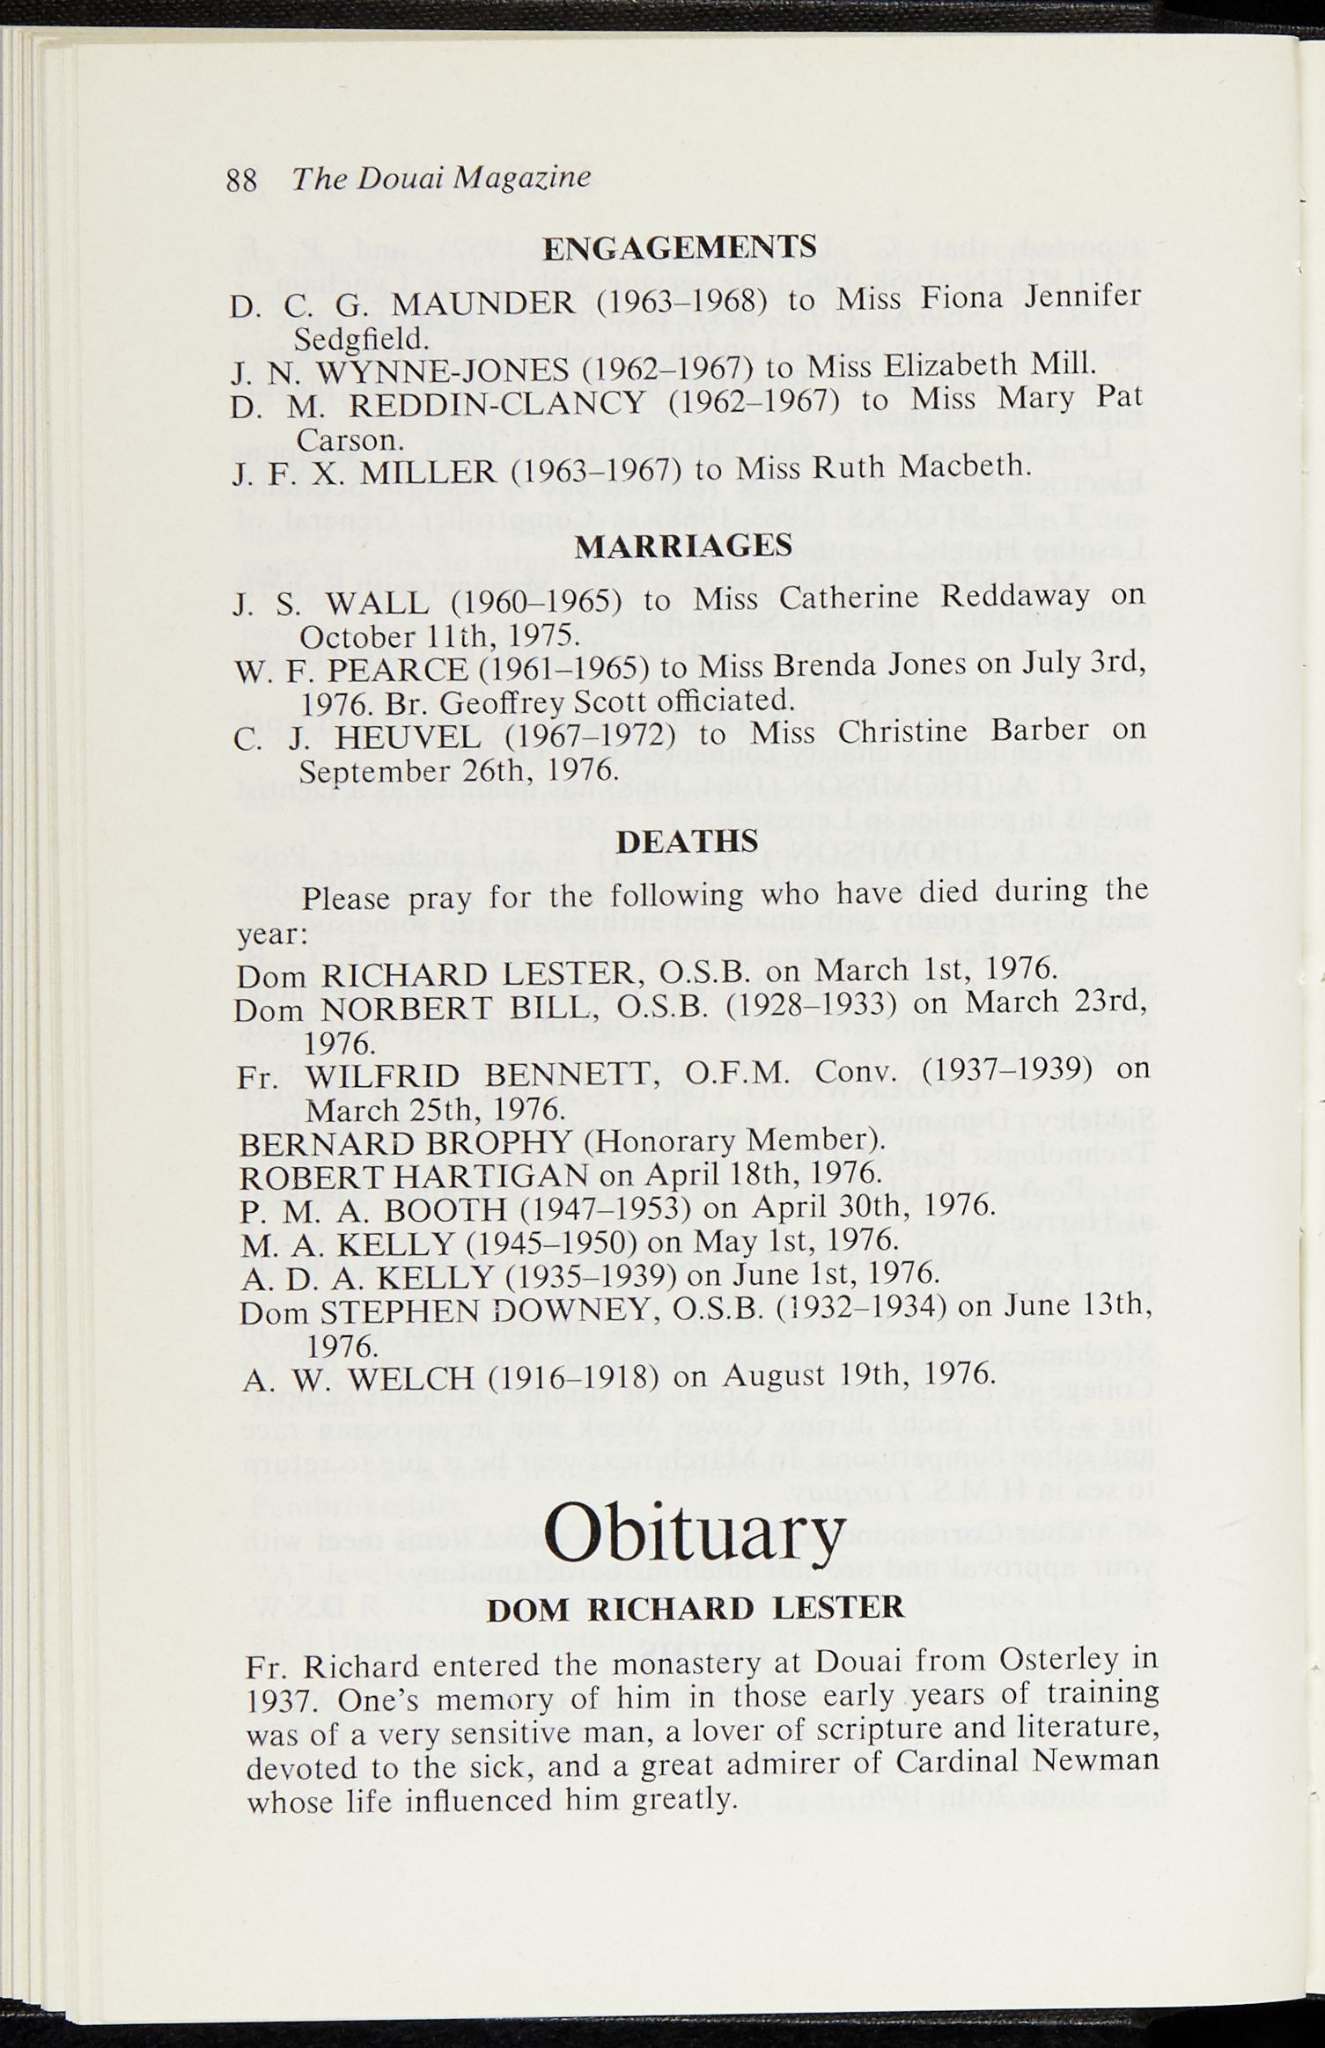 88 The Douai Magazine
ENGAGEMENTS
D. C. G. MAUNDER (1963–1968) to Miss Fiona Jennifer
Sedgfield.
J. N. WYNNE-JONES (1962–1967) to Miss Elizabeth Mill.
D. M. REDDIN-CLANCY (1962–1967) to Miss Mary Pat
Carson.
J. F. X. MILLER (1963–1967) to Miss Ruth Macbeth.
MARRIAGES
J. S. WALL (1960–1965) to Miss Catherine Reddaway on
October 11th, 1975.
W. F. PEARCE (1961–1965) to Miss Brenda Jones on July 3rd,
1976. Br. Geoffrey Scott officiated.
C. J. HEUVEL (1967–1972) to Miss Christine Barber on
September 26th, 1976.
DEATHS
Please pray for the following who have died during the
year:
Dom RICHARD LESTER, O.S.B. on March 1st, 1976.
Dom NORBERT BILL, O.S.B. (1928–1933) on March 23rd,
1976.
Fr. WILFRID BENNETT, O.F.M. Conv. (1937–1939) on
March 25th, 1976.
BERNARD BROPHY (Honorary Member).
ROBERT HARTIGAN on April 18th, 1976.
P. M. A. BOOTH (1947–1953) on April 30th, 1976.
M. A. KELLY (1945–1950) on May 1st, 1976.
A. D. A. KELLY (1935–1939) on June 1st, 1976.
Dom STEPHEN DOWNEY, O.S.B. (1932–1934) on June 13th,
1976.
A. W. WELCH (1916–1918) on August 19th, 1976.
Obituary
DOM RICHARD LESTER
Fr. Richard entered the monastery at Douai from Osterley in
1937. One's memory of him in those early years of training
was of a very sensitive man, a lover of scripture and literature,
devoted to the sick, and a great admirer of Cardinal Newman
whose life influenced him greatly.